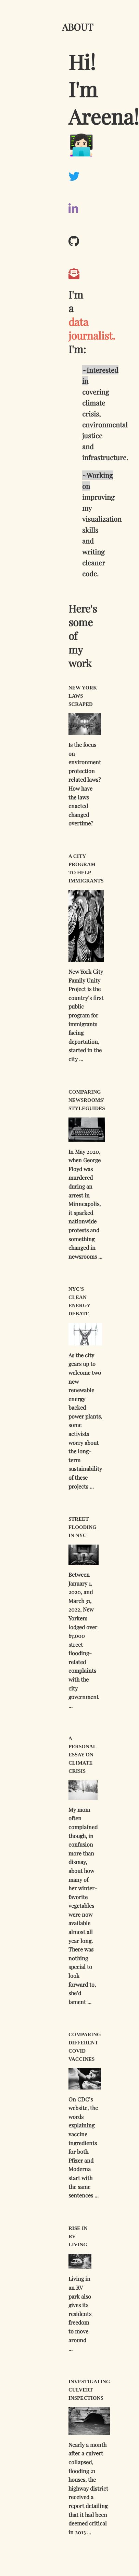 ABOUT
Hi!
I'm
Areena!
I'm
a
data
journalist.
I'm:
~Interested
in
covering
climate
crisis,
environmental
justice
and
infrastructure.
~Working
on
improving
my
visualization
skills
and
writing
cleaner
code.
Here's
some
of
my
work
NEW YORK
LAWS
SCRAPED
Is the focus
on
environment
protection
related laws?
How have
the laws
enacted
changed
overtime?
A CITY
PROGRAM
TO HELP
IMMIGRANTS
New York City
Family Unity
Project is the
country's first
public
program for
immigrants
facing
deportation,
started in the
city ...
COMPARING
NEWSROOMS'
STYLEGUIDES
In May 2020,
when George
Floyd was
murdered
during an
arrest in
Minneapolis,
it sparked
nationwide
protests and
something
changed in
newsrooms ...
NYC'S
CLEAN
ENERGY
DEBATE
As the city
gears up to
welcome two
new
renewable
energy
backed
power plants,
some
activists
worry about
the long-
term
sustainability
of these
projects ...
STREET
FLOODING
IN NYC
Between
January 1,
2020, and
March 31,
2022, New
Yorkers
lodged over
67,000
street
flooding-
related
complaints
with the
city
government
...
A
PERSONAL
ESSAY ON
CLIMATE
CRISIS
My mom
often
complained
though, in
confusion
more than
dismay,
about how
many of
her winter-
favorite
vegetables
were now
available
almost all
year long.
There was
nothing
special to
look
forward to,
she'd
lament ...
COMPARING
DIFFERENT
COVID
VACCINES
On CDC's
website, the
words
explaining
vaccine
ingredients
for both
Pfizer and
Moderna
start with
the same
sentences ...
RISE IN
RV
LIVING
Living in
an RV
park also
gives its
residents
freedom
to move
around
...
INVESTIGATING
CULVERT
INSPECTIONS
Nearly a month
after a culvert
collapsed,
flooding 21
houses, the
highway district
received a
report detailing
that it had been
deemed critical
in 2013 ...